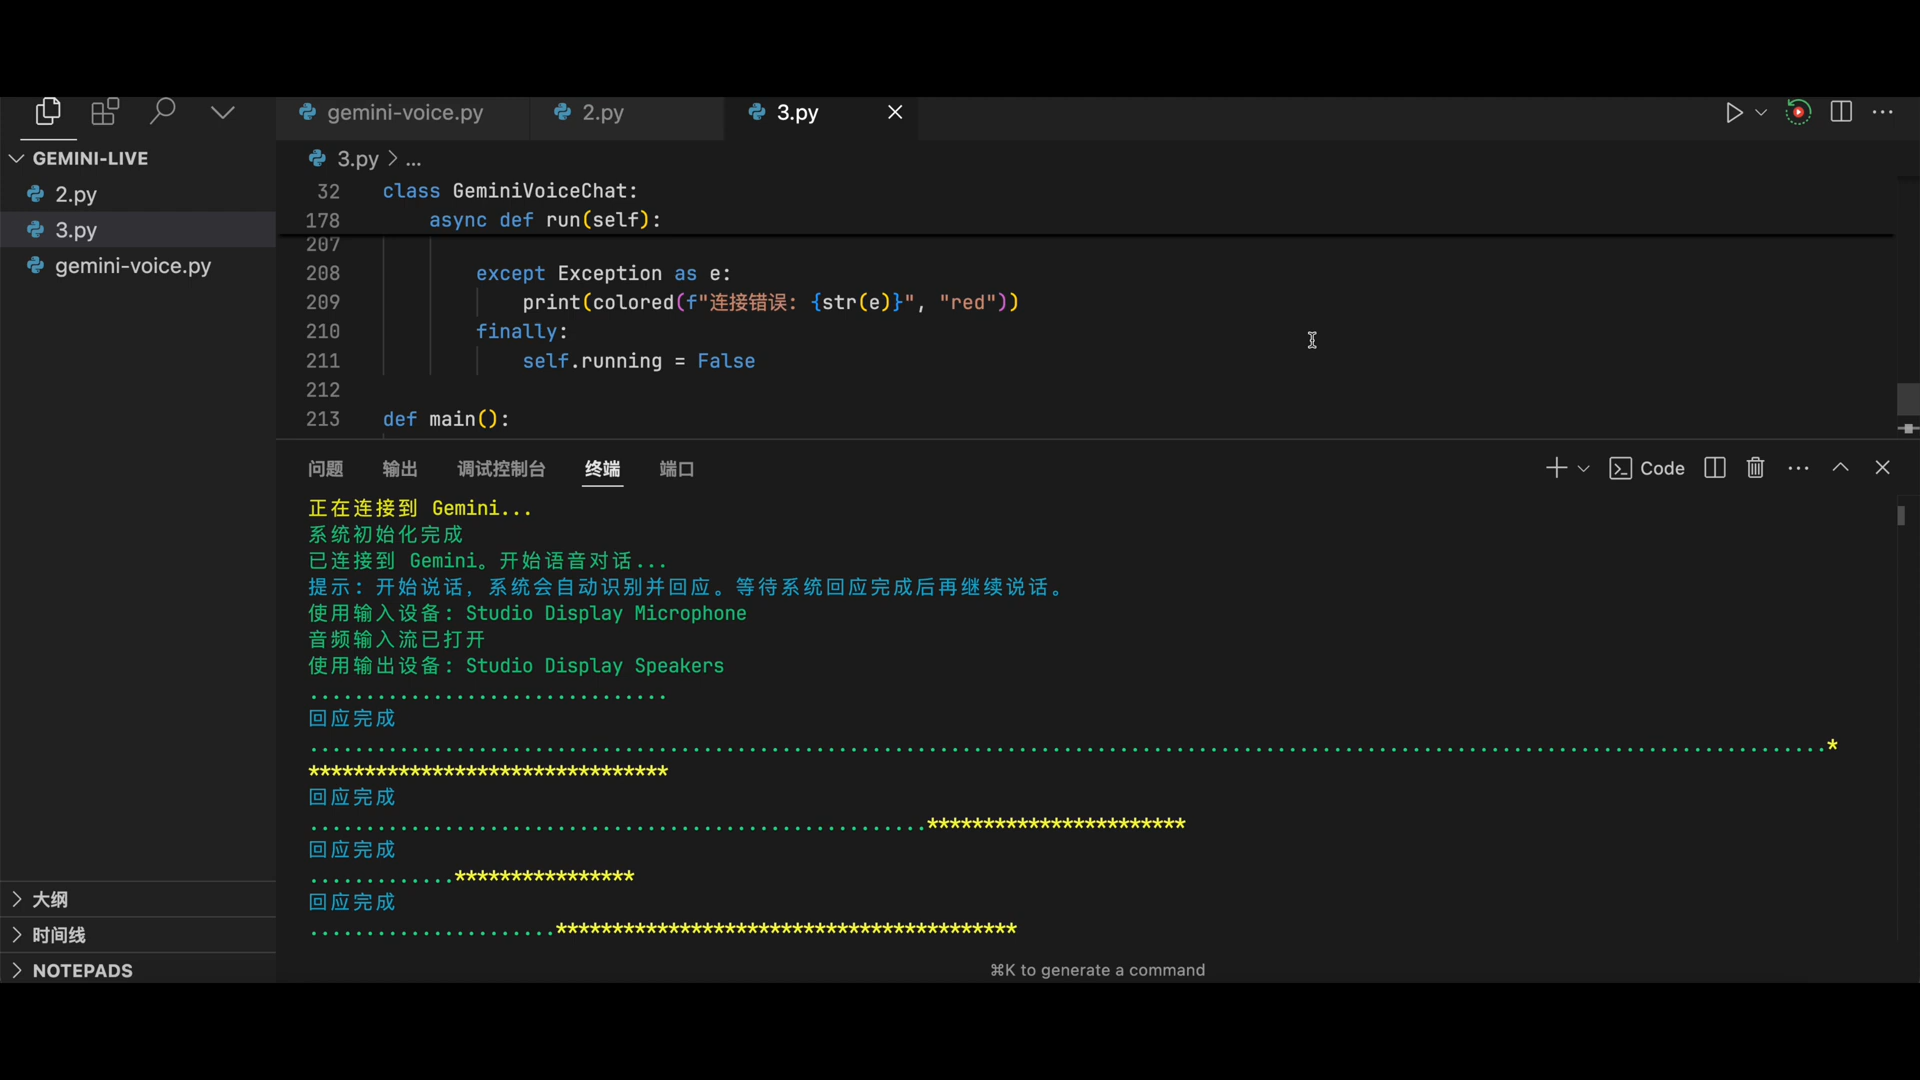 gemini-voice.py
2.py
3.py
GEMINI-LIVE
2.py
3.py
gemini-voice.py
大纲
时间线
NOTEPADS
3.py > ...
32 class GeminiVoiceChat:
178 async def run(self):
207
208 except Exception as e:
209 print(colored(f"连接错误: {str(e)}", "red"))
210 finally:
211 self.running = False
212
213 def main():
问题 输出 调试控制台 终端 端口
Code
正在连接到 Gemini...
系统初始化完成
已连接到 Gemini。开始语音对话...
提示: 开始说话, 系统会自动识别并回应。等待系统回应完成后再继续说话。
使用输入设备: Studio Display Microphone
音频输入流已打开
使用输出设备: Studio Display Speakers
................................
回应完成
.......................................................................................................................................*
********************************
回应完成
.......................................................***********************
回应完成
.............****************
回应完成
......................*****************************************
⌘K to generate a command